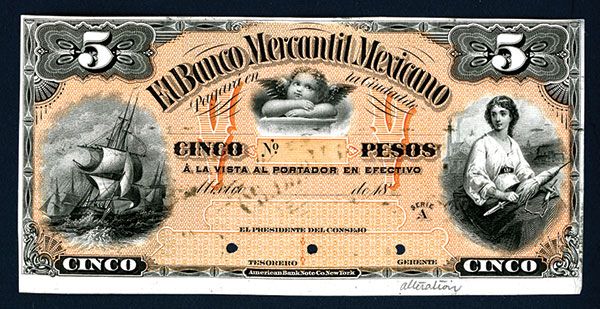 5 5
El Banco Mercantil Mexicano
Pagará en la Ciudad de
CINCO Nº PESOS
Á LA VISTA AL PORTADOR EN EFECTIVO
México de 18
SERIE
A
EL PRESIDENTE DEL CONSEJO
TESORERO GERENTE
CINCO CINCO
American Bank Note Co. New York
alteration